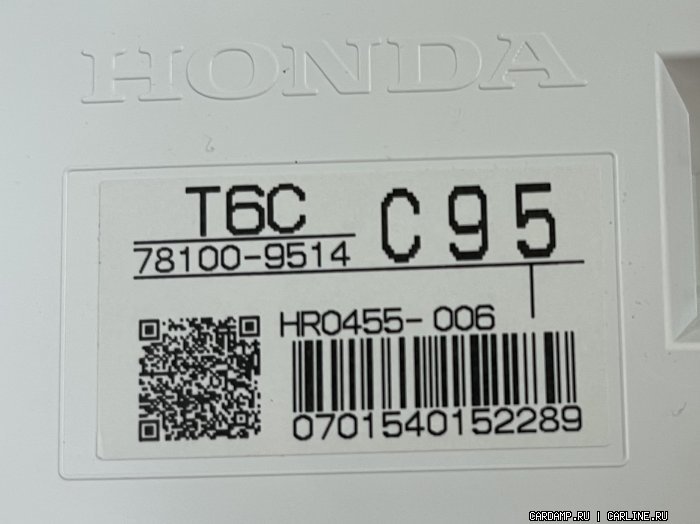 HONDA
T6C C95
78100-9514
HR0455-006
0701540152289
CARDAMP.RU | CARLINE.RU